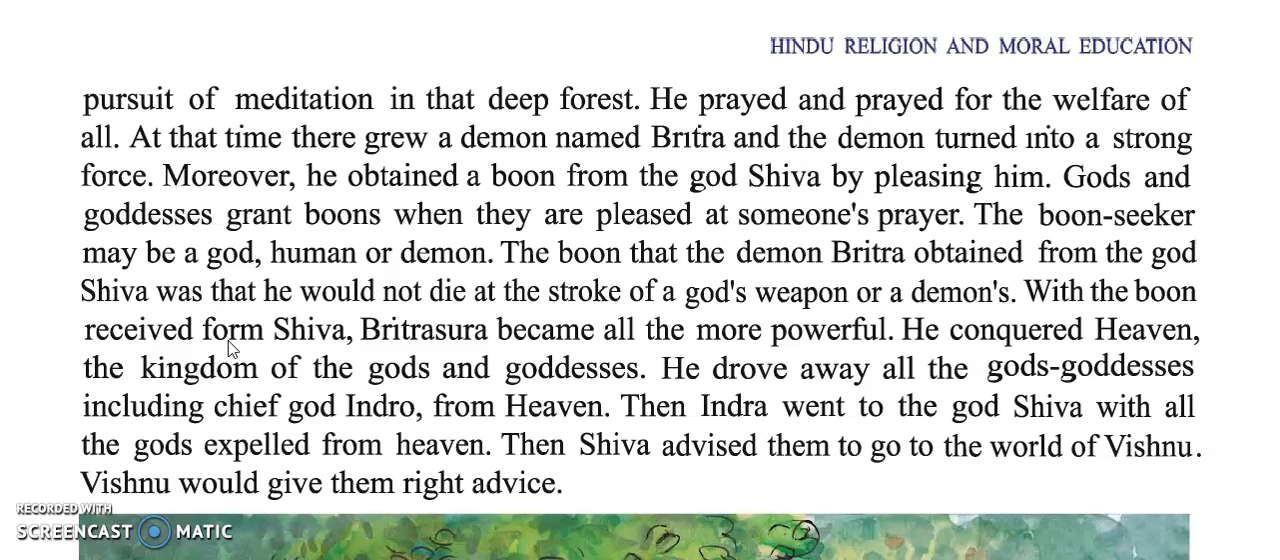 HINDU RELIGION AND MORAL EDUCATION
pursuit of meditation in that deep forest. He prayed and prayed for the welfare of
all. At that time there grew a demon named Britra and the demon turned into a strong
force. Moreover, he obtained a boon from the god Shiva by pleasing him. Gods and
goddesses grant boons when they are pleased at someone's prayer. The boon-seeker
may be a god, human or demon. The boon that the demon Britra obtained from the god
Shiva was that he would not die at the stroke of a god's weapon or a demon's. With the boon
received form Shiva, Britrasura became all the more powerful. He conquered Heaven,
the kingdom of the gods and goddesses. He drove away all the gods-goddesses
including chief god Indro, from Heaven. Then Indra went to the god Shiva with all
the gods expelled from heaven. Then Shiva advised them to go to the world of Vishnu.
Vishnu would give them right advice.
RECORDED WITH
SCREENCAST MATIC